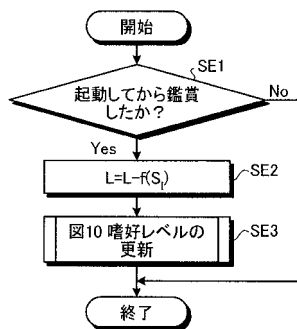 開始
SE1
起動してから鑑賞
したか？
No
Yes
L=L-f(S_l)
SE2
図10 嗜好レベルの
更新
SE3
終了